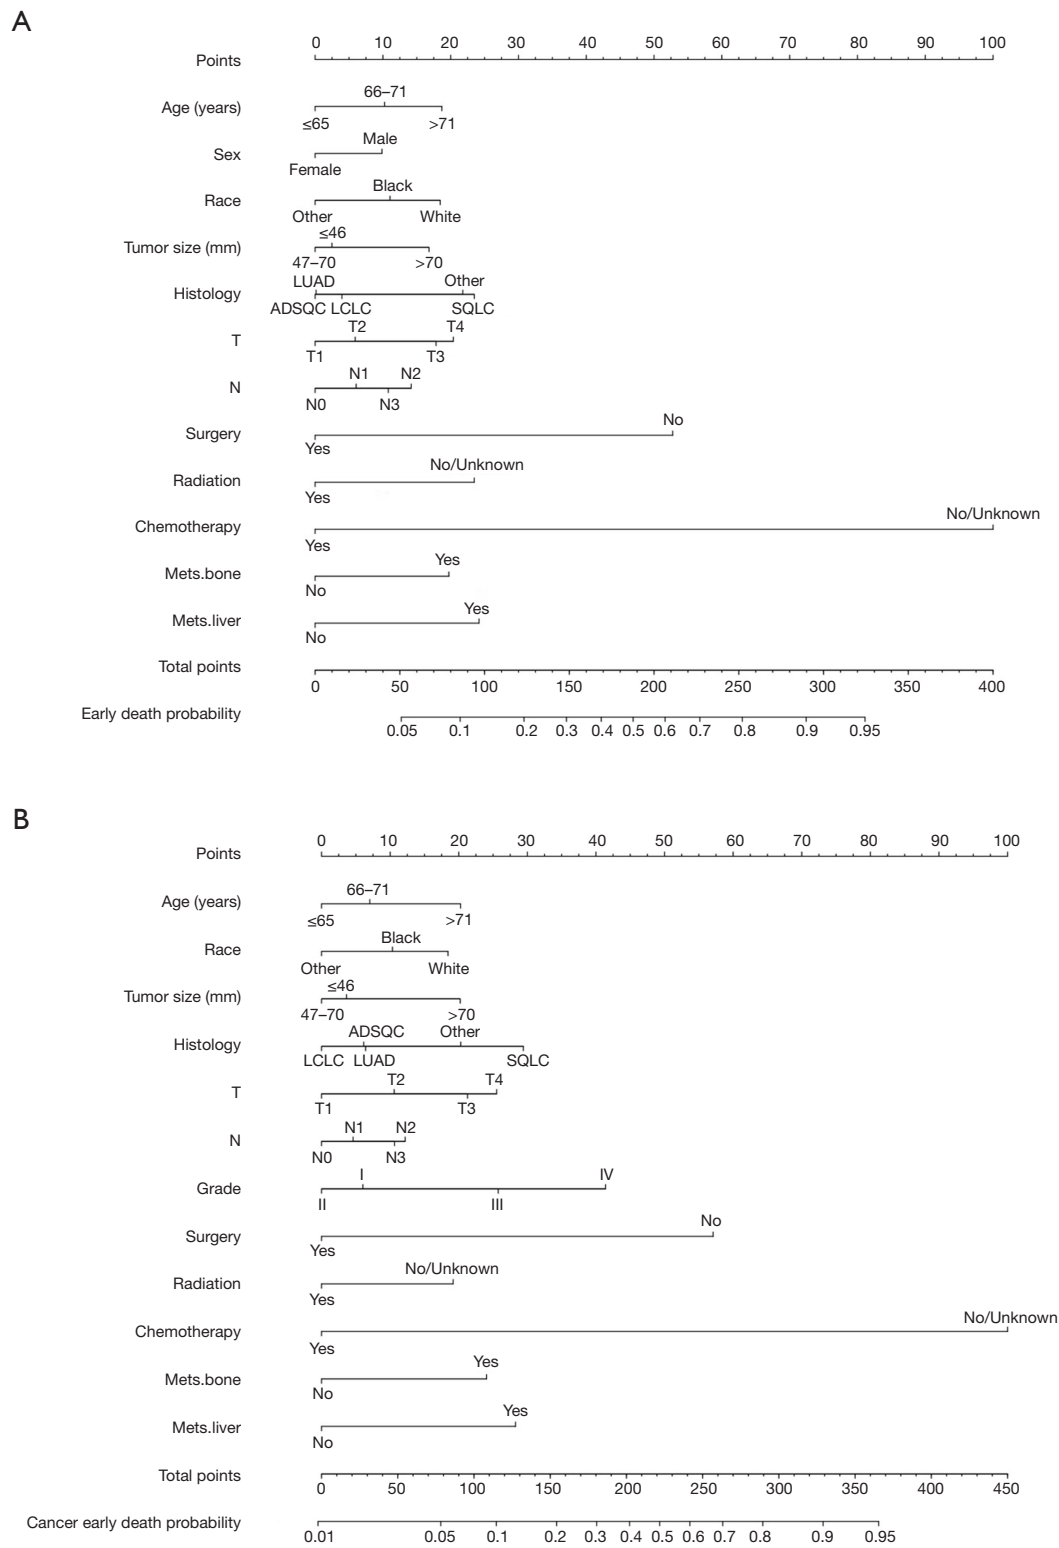 A
0 10 20 30 40 50 60 70 80 90 100
Points
66–71
Age (years)
≤65 >71
Male
Sex
Female
Black
Race
Other White
≤46
Tumor size (mm)
47–70 >70
LUAD Other
Histology
ADSQC LCLC SQLC
T2 T4
T
T1 T3
N1 N2
N
N0 N3
No
Surgery
Yes
No/Unknown
Radiation
Yes
No/Unknown
Chemotherapy
Yes
Yes
Mets.bone
No
Yes
Mets.liver
No
Total points
0 50 100 150 200 250 300 350 400
Early death probability
0.05 0.1 0.2 0.3 0.4 0.5 0.6 0.7 0.8 0.9 0.95
B
0 10 20 30 40 50 60 70 80 90 100
Points
66–71
Age (years)
≤65 >71
Black
Race
Other White
≤46
Tumor size (mm)
47–70 >70
ADSQC Other
Histology
LCLC LUAD SQLC
T2 T4
T
T1 T3
N1 N2
N
N0 N3
I IV
Grade
II III
No
Surgery
Yes
No/Unknown
Radiation
Yes
No/Unknown
Chemotherapy
Yes
Yes
Mets.bone
No
Yes
Mets.liver
No
Total points
0 50 100 150 200 250 300 350 400 450
Cancer early death probability
0.01 0.05 0.1 0.2 0.3 0.4 0.5 0.6 0.7 0.8 0.9 0.95